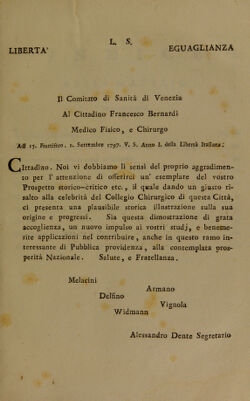 L. S.
LIBERTA' EGUAGLIANZA
Il Comitato di Sanità di Venezia
Al Cittadino Francesco Bernardi
Medico Fisico, e Chirurgo
Adì 15. Fruttifero. 1. Settembre 1797. V. S. Anno I. della Libertà Italiana:
Cittadino. Noi vi dobbiamo li sensi del proprio aggradimen-
to per l'attenzione di offerirci un' esemplare del vostro
Prospetto storico-critico etc., il quale dando un giusto ri-
salto alla celebrità del Collegio Chirurgico di questa Città,
ci presenta una plausibile storica illustrazione sulla sua
origine e progressi. Sia questa dimostrazione di grata
accoglienza, un nuovo impulso ai vostri studj, e beneme-
rite applicazioni nel contribuire, anche in questo ramo in-
teressante di Pubblica providenza, alla contemplata pros-
perità Nazionale. Salute, e Fratellanza.
Melacini
Armano
Delfino
Vignola
Widmann
Alessandro Dente Segretario